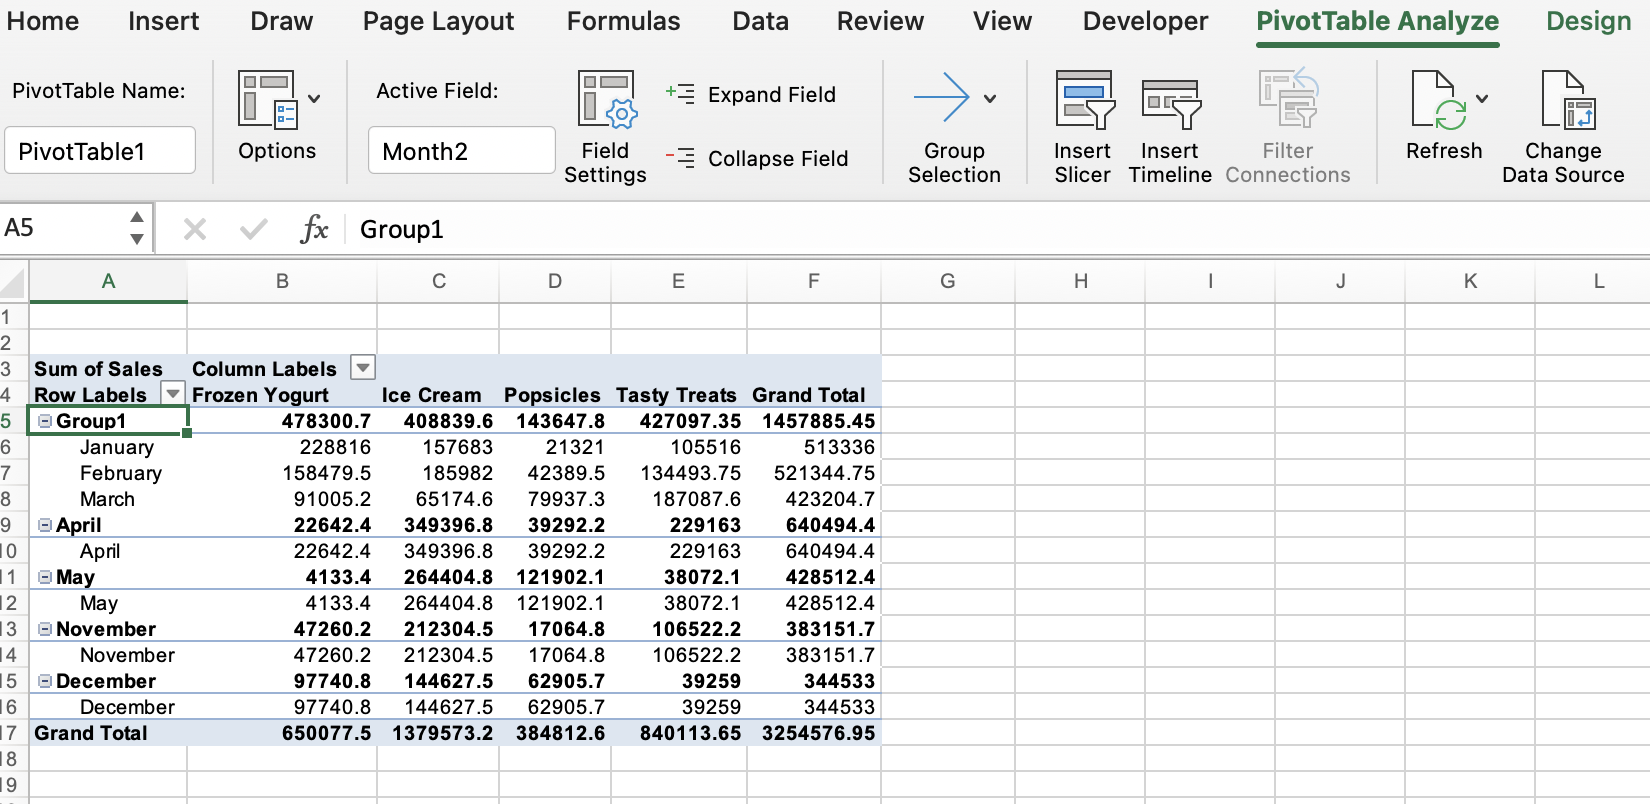 Home Insert Draw Page Layout Formulas Data Review View Developer PivotTable Analyze Design
PivotTable Name:
PivotTable1
Options
Active Field:
Month2
Field
Settings
Expand Field
Collapse Field
Group
Selection
Insert
Slicer
Insert
Timeline
Filter
Connections
Refresh
Change
Data Source
A5 fx Group1
A B C D E F G H I J K L
1
2
3 Sum of Sales Column Labels
4 Row Labels Frozen Yogurt Ice Cream Popsicles Tasty Treats Grand Total
5 Group1 478300.7 408839.6 143647.8 427097.35 1457885.45
6 January 228816 157683 21321 105516 513336
7 February 158479.5 185982 42389.5 134493.75 521344.75
8 March 91005.2 65174.6 79937.3 187087.6 423204.7
9 April 22642.4 349396.8 39292.2 229163 640494.4
10 April 22642.4 349396.8 39292.2 229163 640494.4
11 May 4133.4 264404.8 121902.1 38072.1 428512.4
12 May 4133.4 264404.8 121902.1 38072.1 428512.4
13 November 47260.2 212304.5 17064.8 106522.2 383151.7
14 November 47260.2 212304.5 17064.8 106522.2 383151.7
15 December 97740.8 144627.5 62905.7 39259 344533
16 December 97740.8 144627.5 62905.7 39259 344533
17 Grand Total 650077.5 1379573.2 384812.6 840113.65 3254576.95
18
19